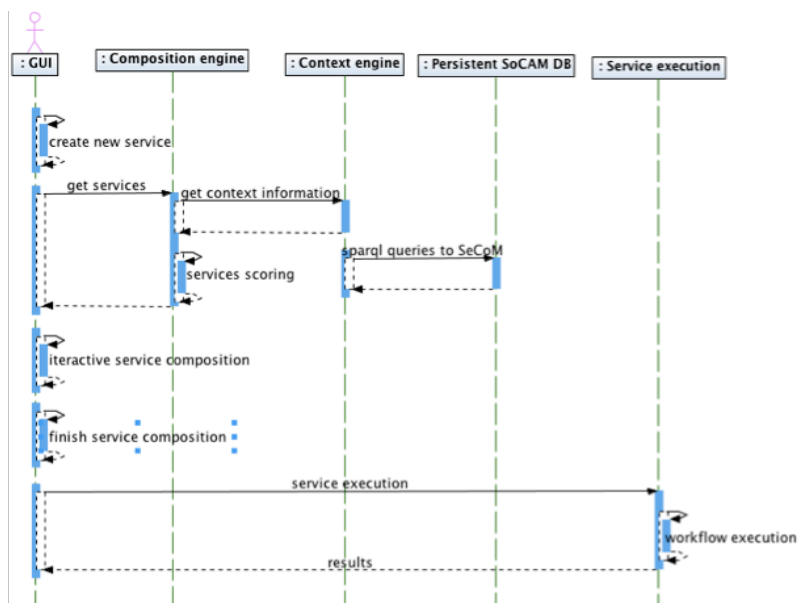 : GUI
: Composition engine
: Context engine
: Persistent SoCAM DB
: Service execution
create new service
get services
get context information
sparql queries to SeCoM
services scoring
iteractive service composition
finish service composition
service execution
workflow execution
results